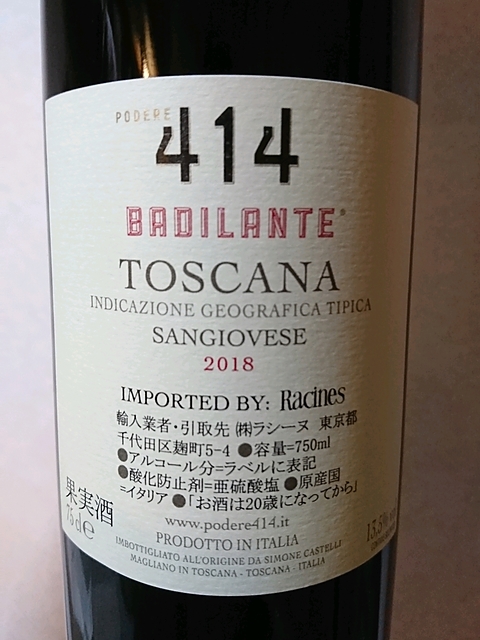 PODERE
414
BADILANTE®
TOSCANA
INDICAZIONE GEOGRAFICA TIPICA
SANGIOVESE
2018
IMPORTED BY: Racines
輸入業者・引取先 ㈱ラシーヌ 東京都
千代田区麹町5-4 ●容量=750ml
●アルコール分=ラベルに表記
●酸化防止剤=亜硫酸塩 ●原産国
=イタリア ●「お酒は20歳になってから」
果実酒
75cl℮
www.podere414.it
13,5%
PRODOTTO IN ITALIA
IMBOTTIGLIATO ALL'ORIGINE DA SIMONE CASTELLI
MAGLIANO IN TOSCANA - TOSCANA - ITALIA